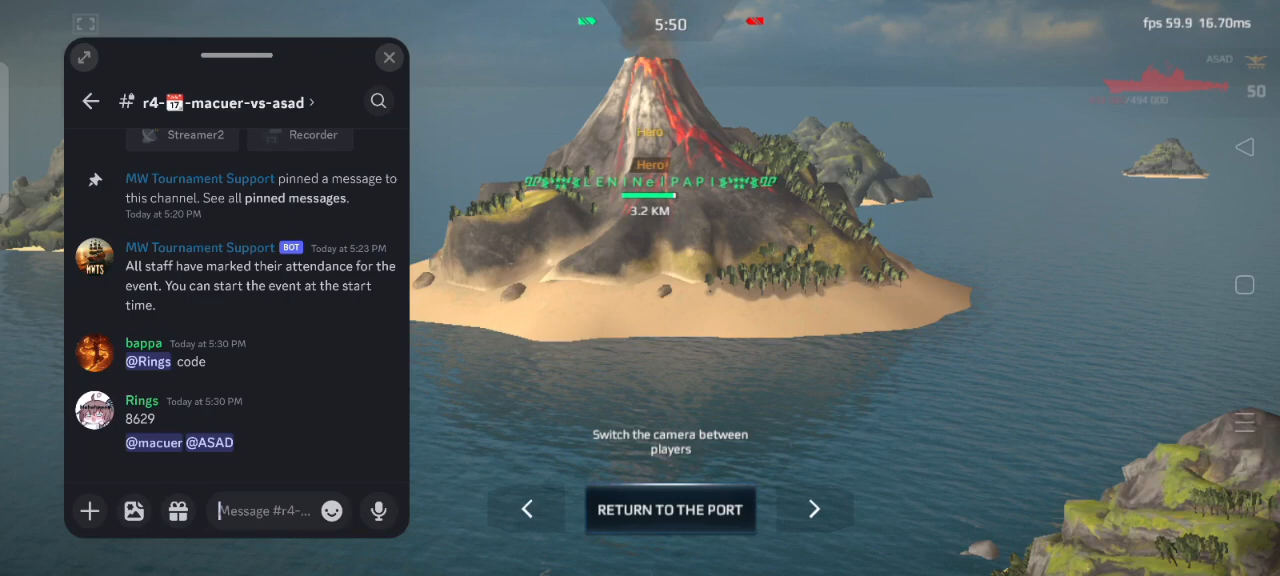 5:50
fps 59.9 16.70ms
ASAD
/494 000
50
r4-📅-macuer-vs-asad
Streamer2
Recorder
MW Tournament Support pinned a message to
this channel. See all pinned messages.
Today at 5:20 PM
MW Tournament Support BOT Today at 5:23 PM
MWTS
All staff have marked their attendance for the
event. You can start the event at the start
time.
bappa Today at 5:30 PM
@Rings code
Rings Today at 5:30 PM
8629
@macuer @ASAD
Message #r4-...
Hero
Hero
3.2 KM
Switch the camera between
players
RETURN TO THE PORT